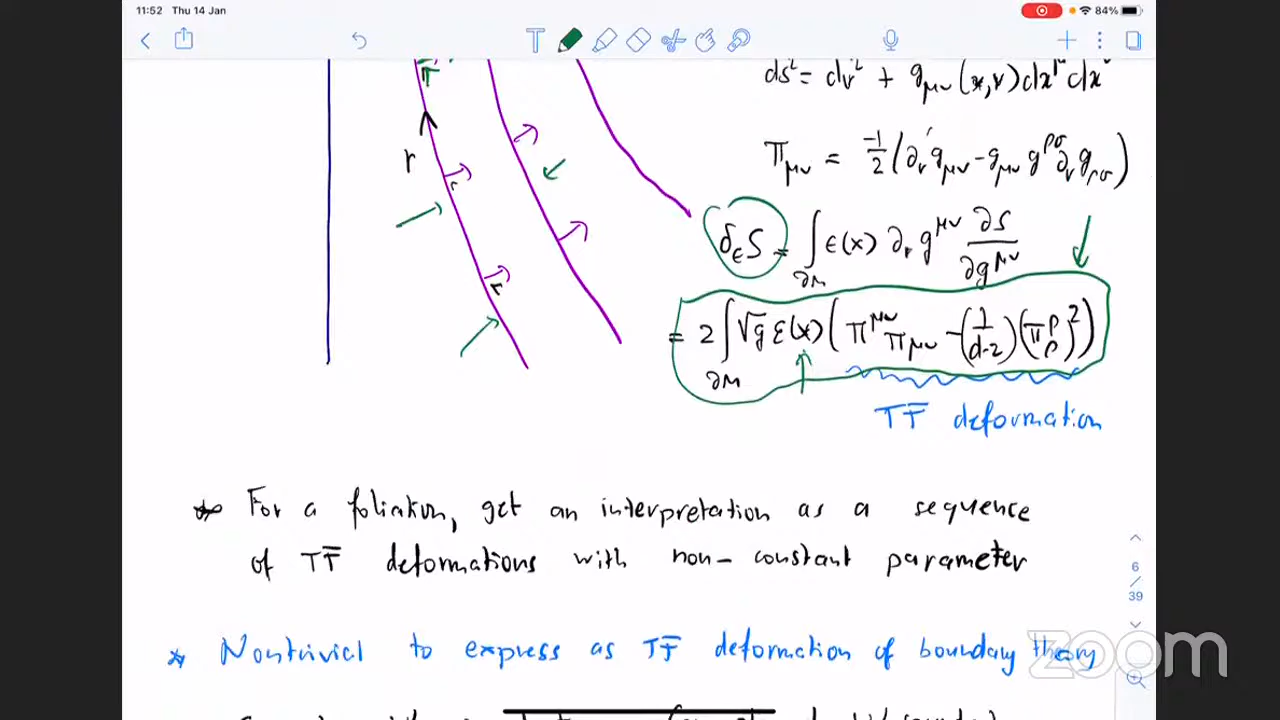 11:52 Thu 14 Jan
84%
T
r
ds² = dr² + g_μν(x,r)dx^μ dx^ν
π_μν = -1/2 (∂_r g_μν - g_μν g^ρσ ∂_r g_ρσ)
δ_ε S = ∫_∂M ε(x) ∂_r g^μν ∂S/∂g^μν
= 2 ∫_∂M √g ε(x) (π^μν π_μν - (1/d-2)(π^ρ_ρ)²)
TT̄ deformation
* For a foliation, get an interpretation as a sequence
of TT̄ deformations with non-constant parameter
6
/
39
* Nontrivial to express as TT̄ deformation of boundary theory
zoom